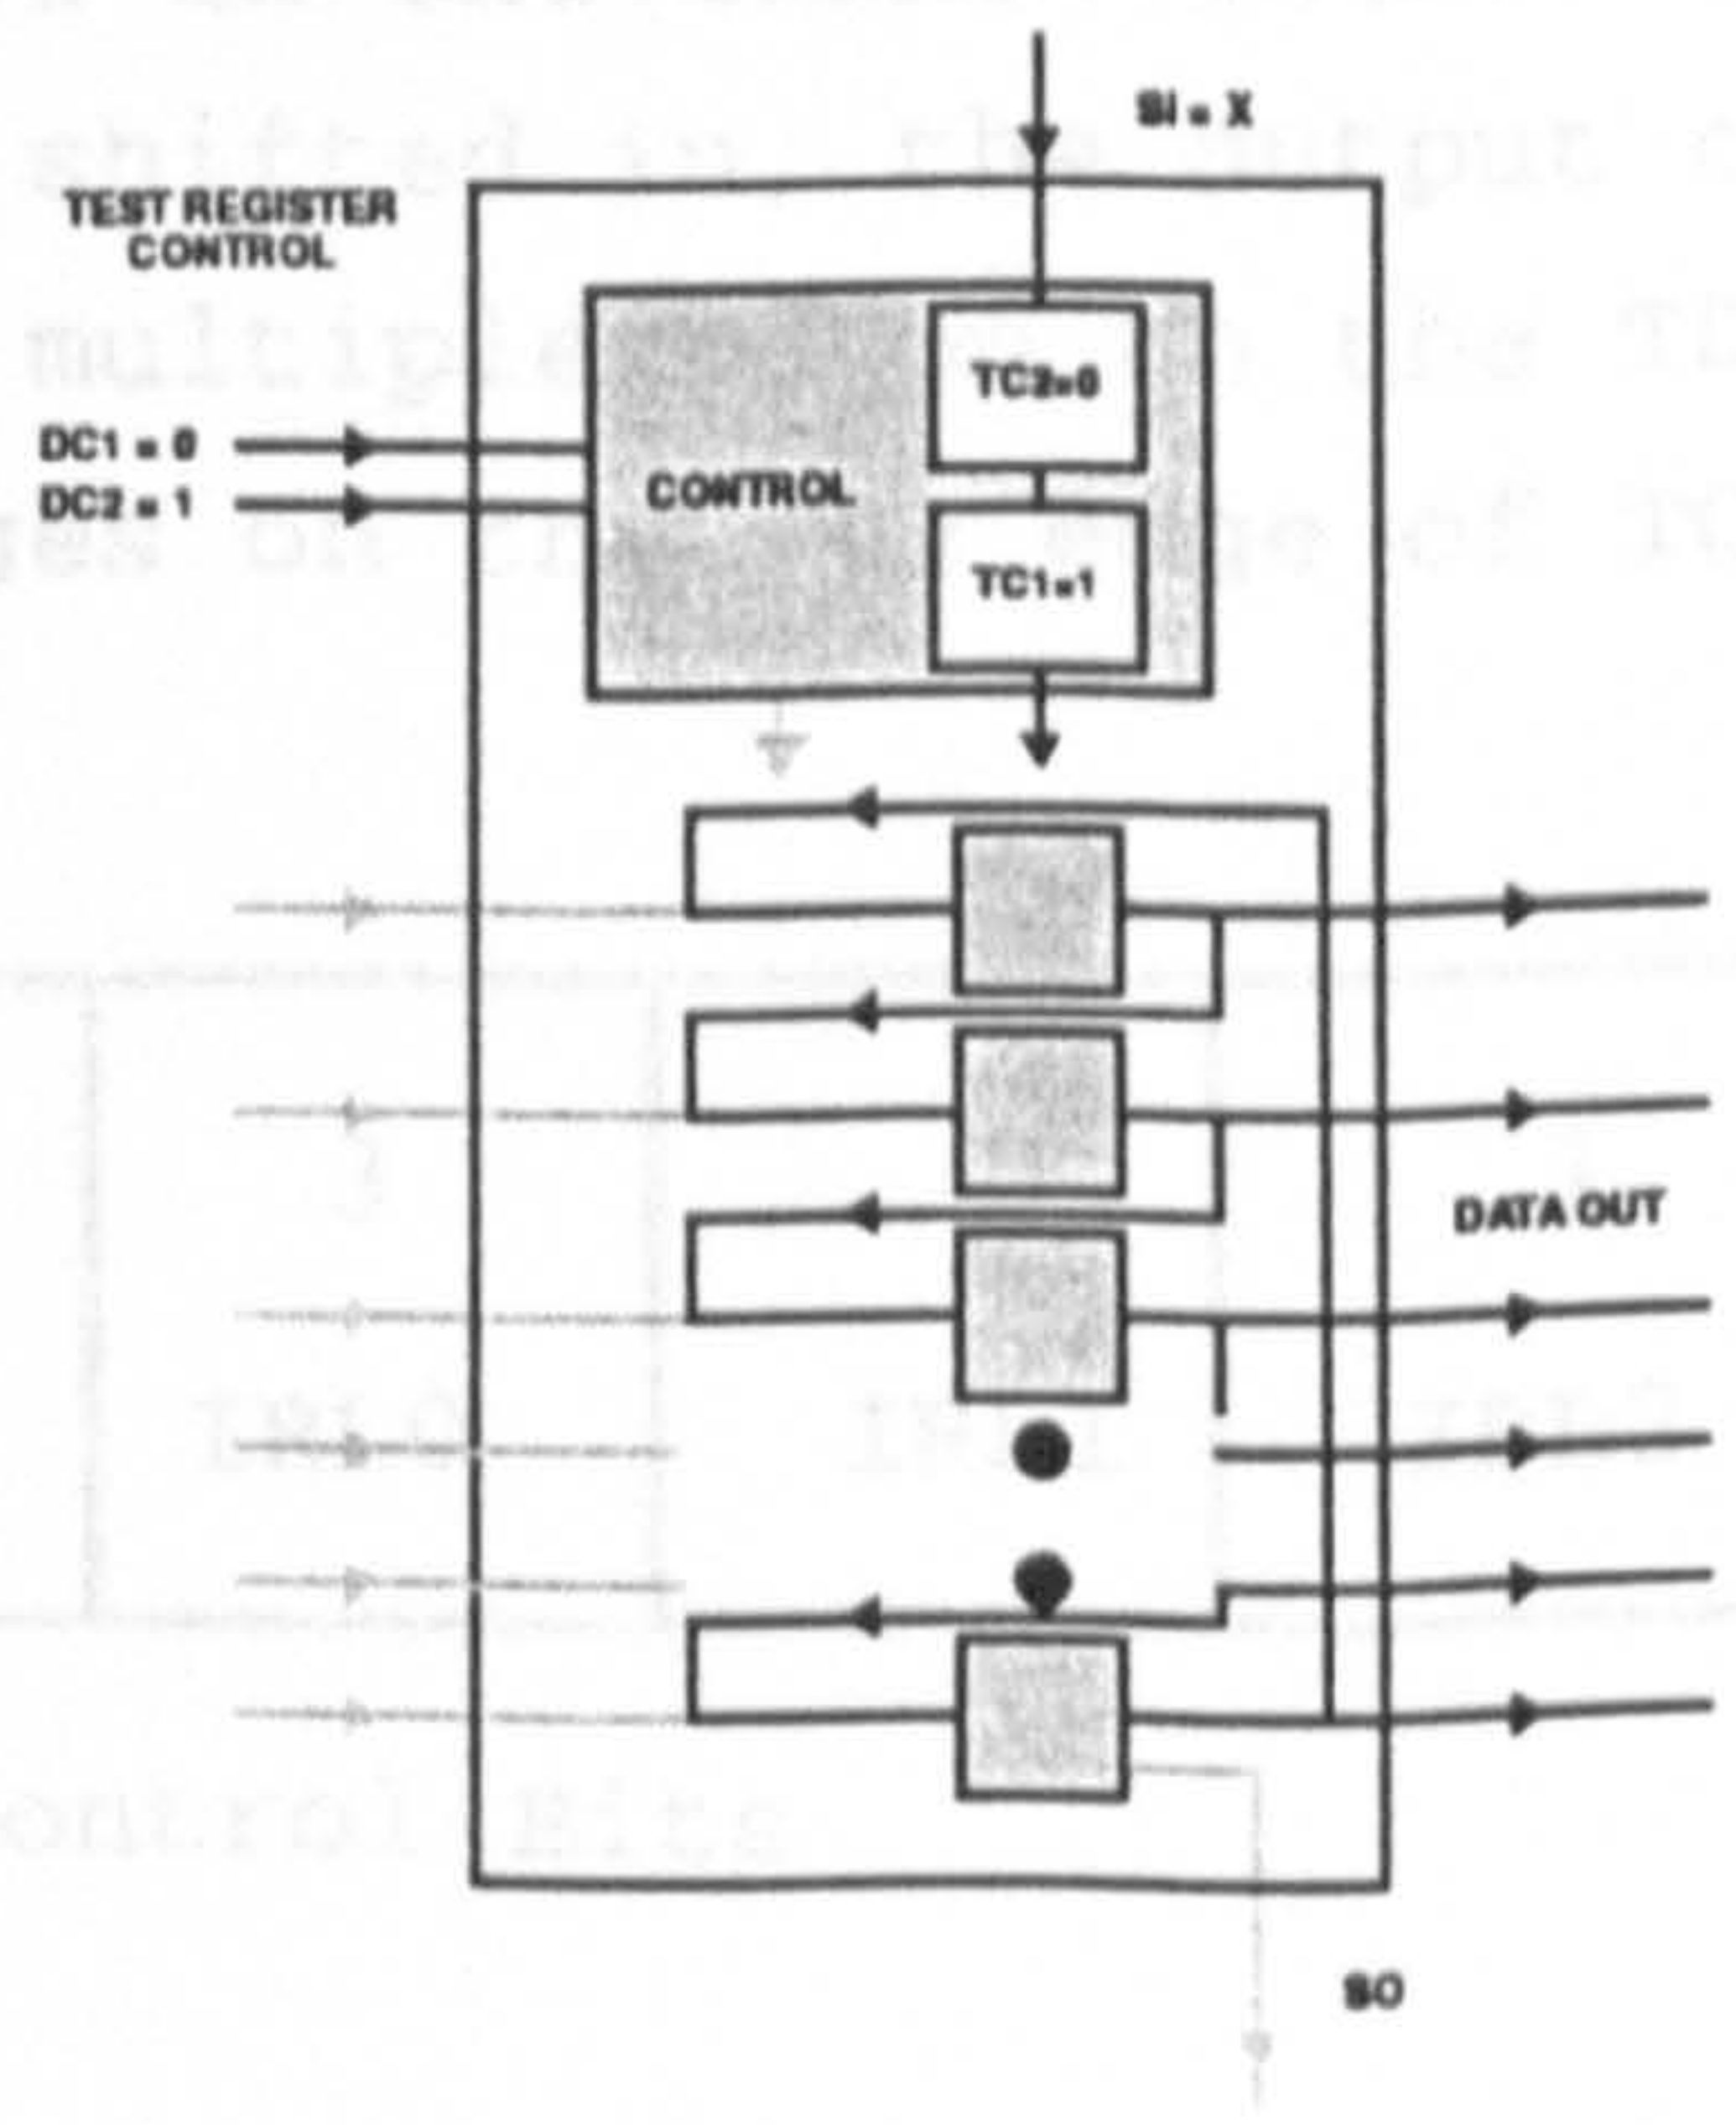 SI = X
TEST REGISTER
CONTROL
TC2=0
DC1 = 0
CONTROL
DC2 = 1
TC1=1
DATA OUT
SO